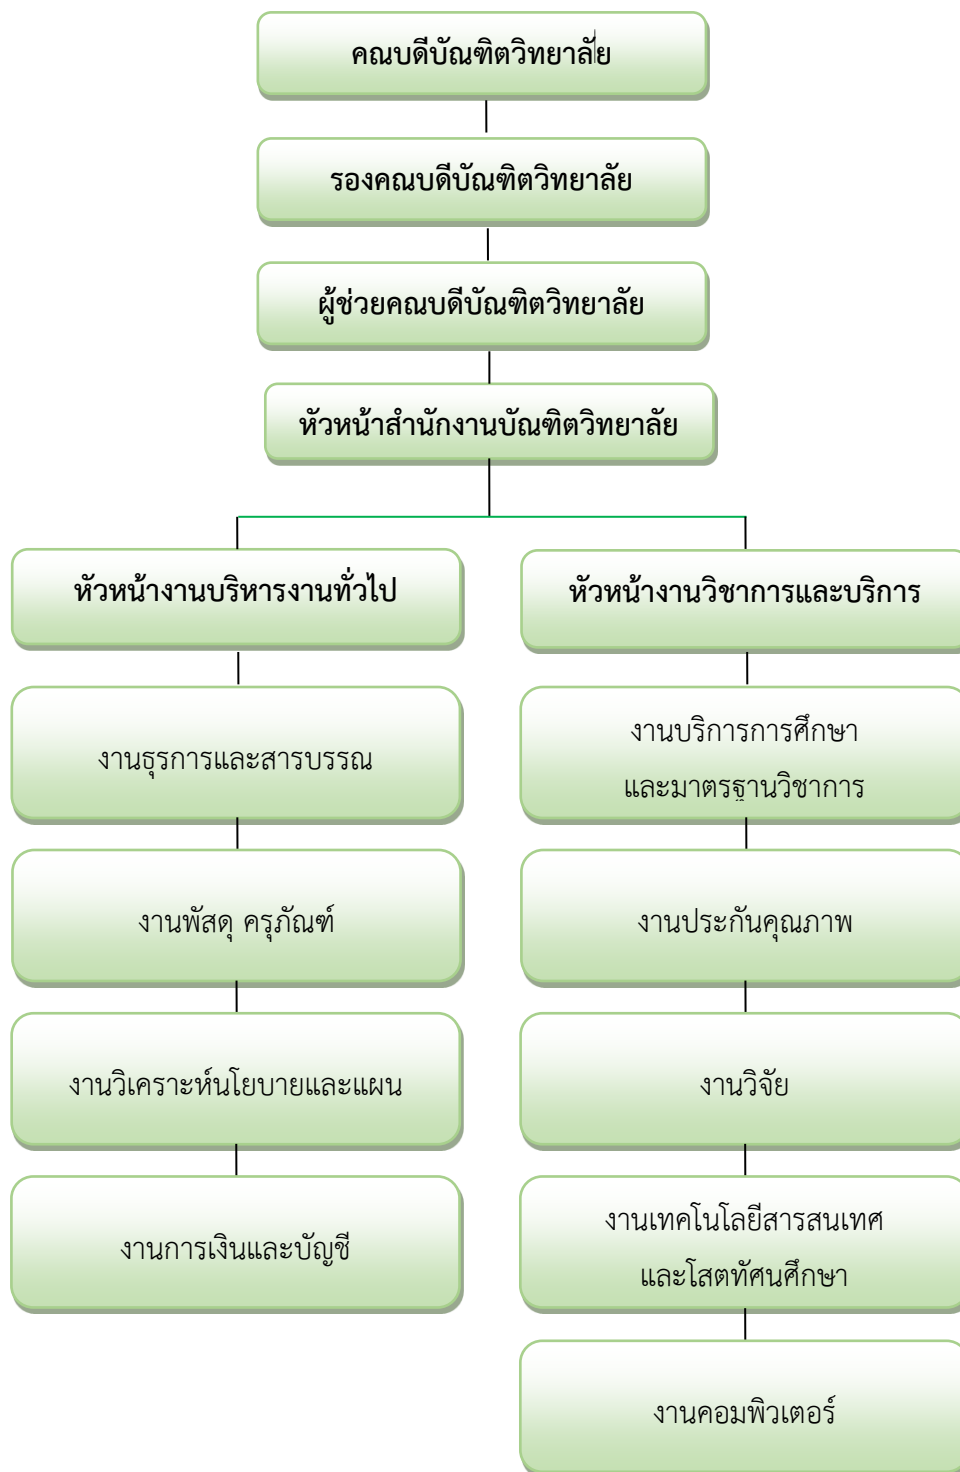 คณบดีบัณฑิตวิทยาลัย
รองคณบดีบัณฑิตวิทยาลัย
ผู้ช่วยคณบดีบัณฑิตวิทยาลัย
หัวหน้าสำนักงานบัณฑิตวิทยาลัย
หัวหน้างานบริหารงานทั่วไป
งานธุรการและสารบรรณ
งานพัสดุ ครุภัณฑ์
งานวิเคราะห์นโยบายและแผน
งานการเงินและบัญชี
หัวหน้างานวิชาการและบริการ
งานบริการการศึกษา
และมาตรฐานวิชาการ
งานประกันคุณภาพ
งานวิจัย
งานเทคโนโลยีสารสนเทศ
และโสตทัศนศึกษา
งานคอมพิวเตอร์